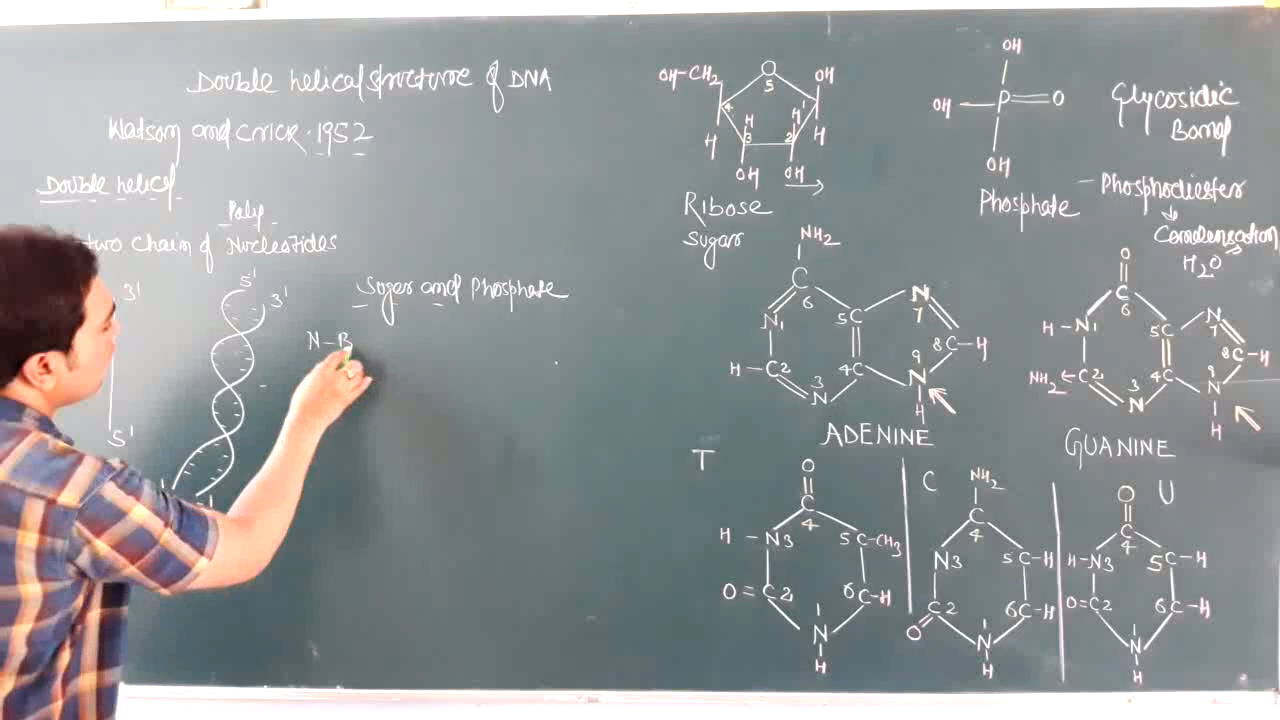 Double helical structure of DNA
Watson and Crick. 1952
Double helical
Poly
two Chain of Nucleotides
3'
5'
5'
3'
Sugar and Phosphate
N-B
OH-CH2
O
5
OH
4
1
H
H
H
H
3
2
OH
OH
Ribose
Sugar
OH
OH
P
O
OH
Phosphate
Glycosidic
Bond
Phosphodiester
Condensation
H2O
NH2
C
6
N1
5C
N
7
8C-H
H-C2
3
N
4C
9
N
H
ADENINE
O
C
6
H-N1
5C
N
7
8C-H
NH2
C2
3
N
4C
9
N
H
GUANINE
T
O
C
4
H-N3
5C-CH3
O=C2
6C-H
1
N
H
C
NH2
C
4
N3
5C-H
C2
6C-H
O
1
N
H
U
O
C
4
H-N3
5C-H
O=C2
6C-H
1
N
H